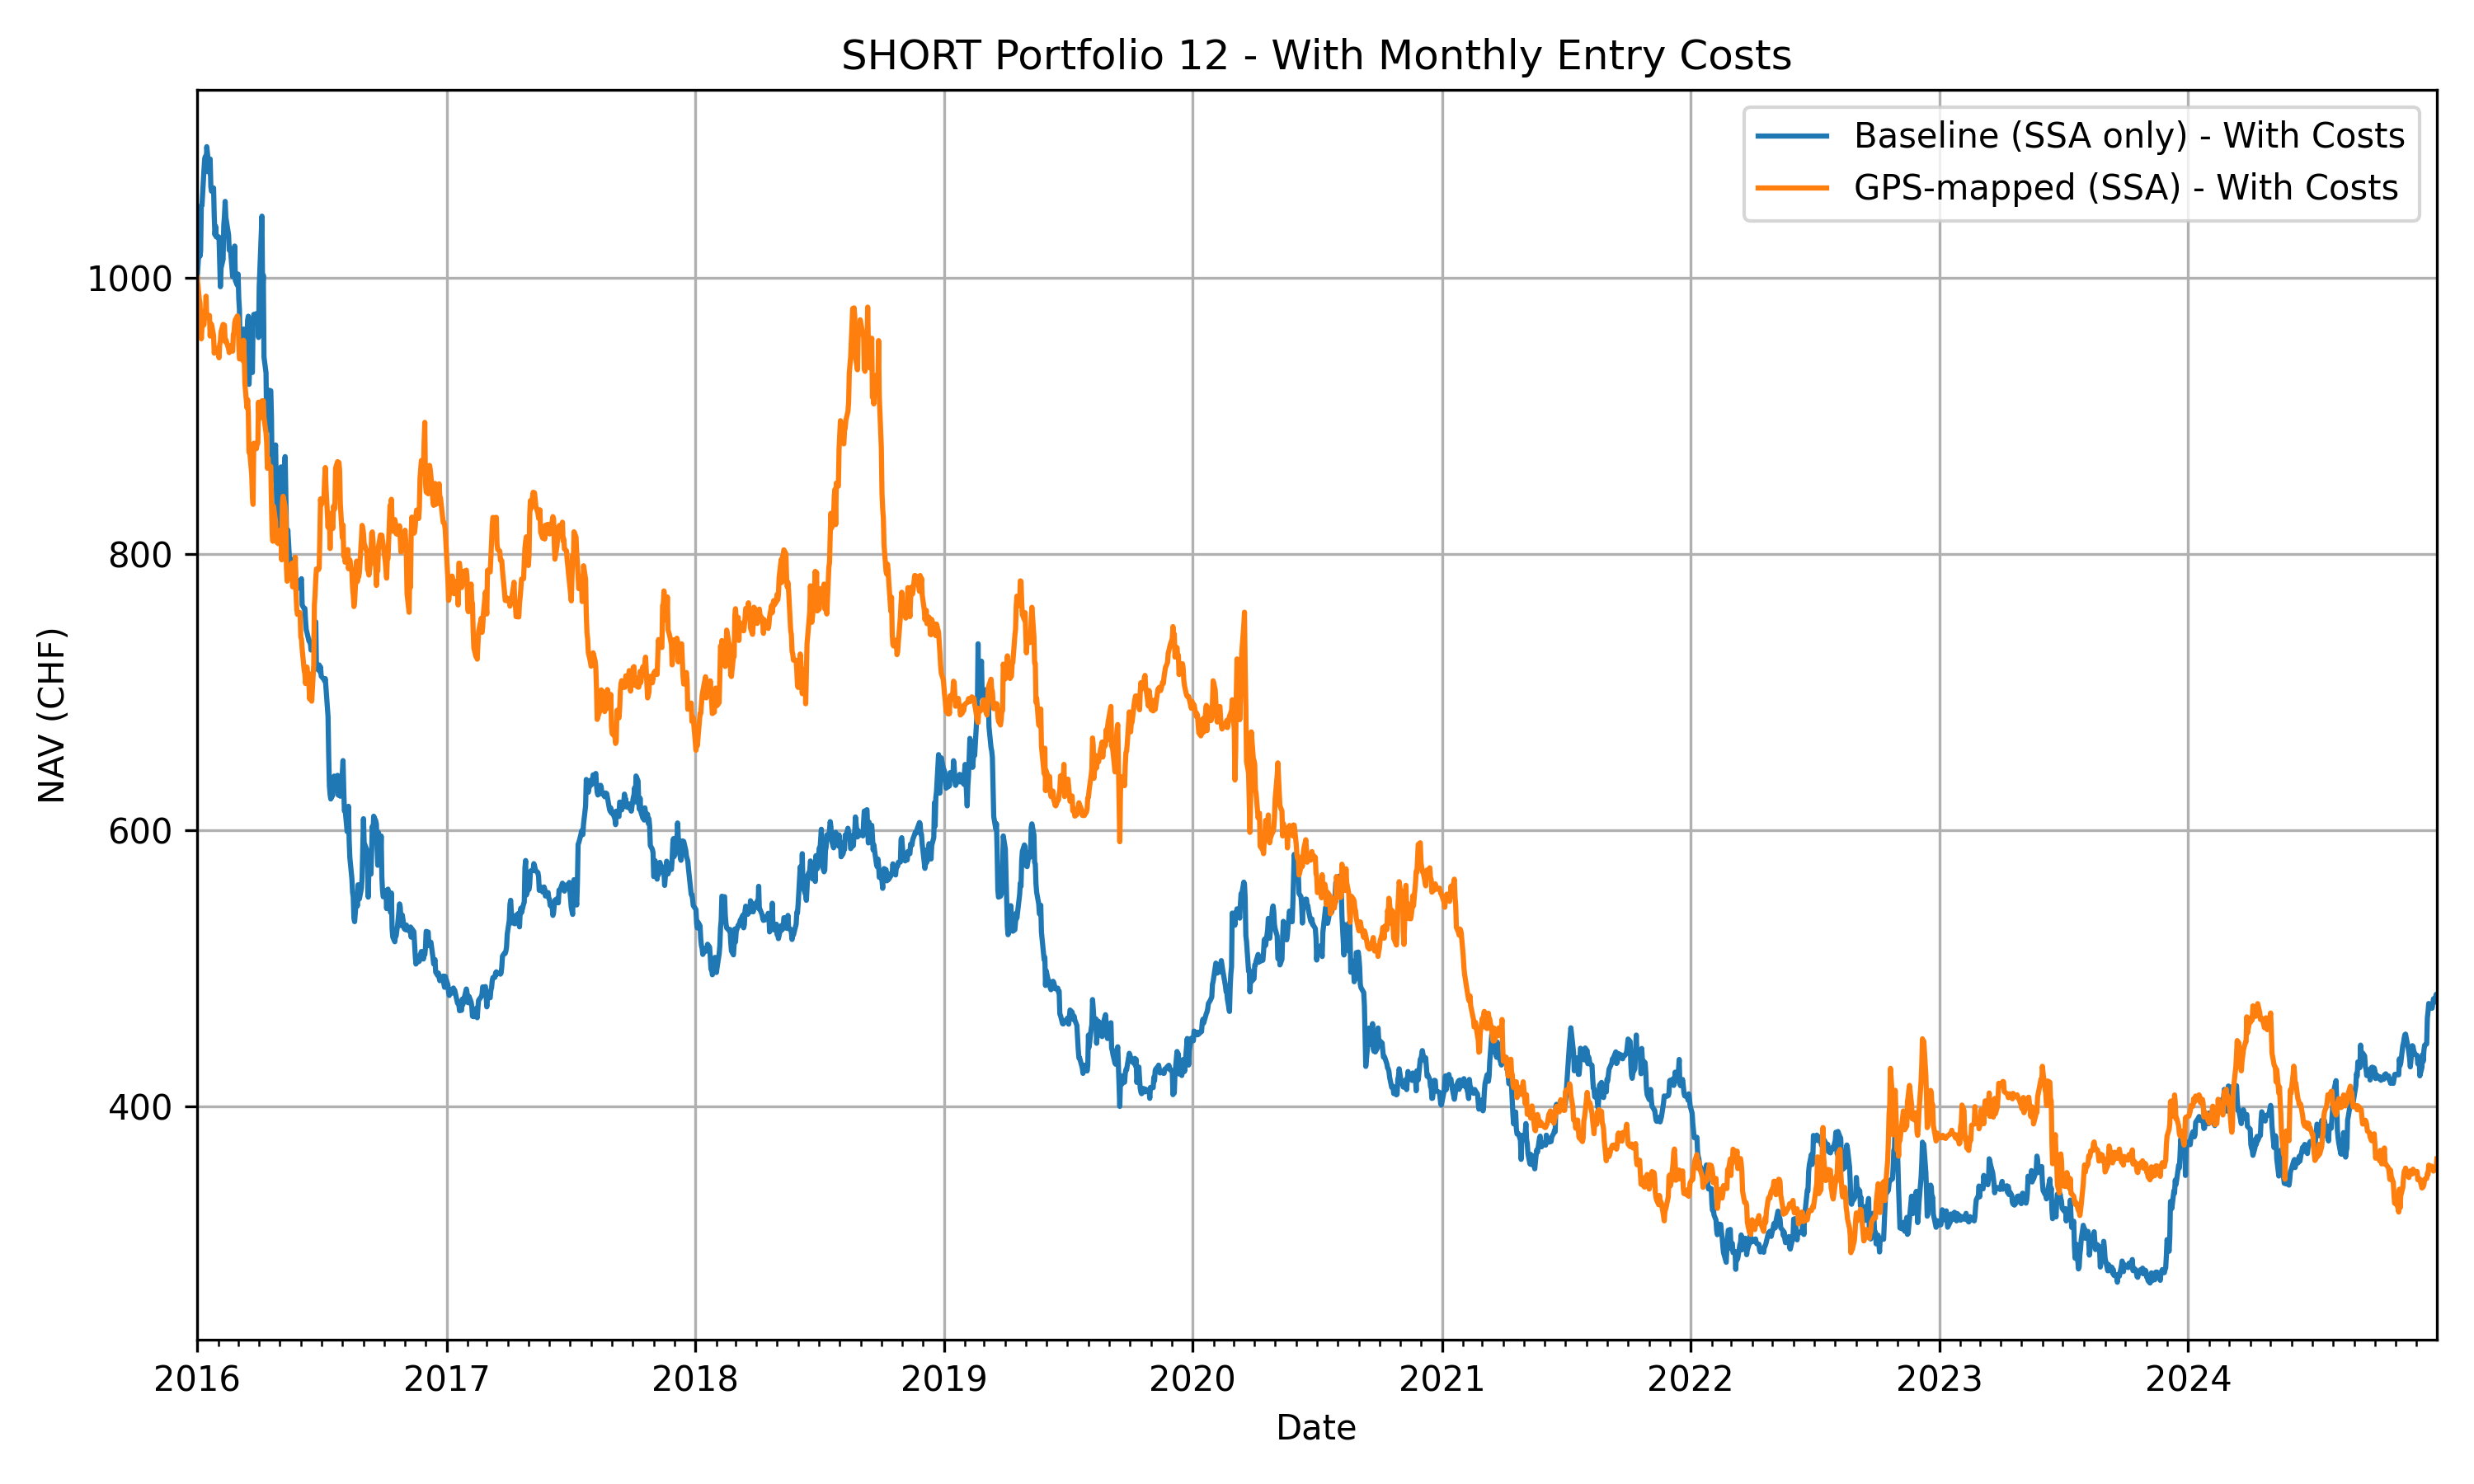 SHORT Portfolio 12 - With Monthly Entry Costs
Baseline (SSA only) - With Costs
GPS-mapped (SSA) - With Costs
NAV (CHF)
1000
800
600
400
2016 2017 2018 2019 2020 2021 2022 2023 2024
Date